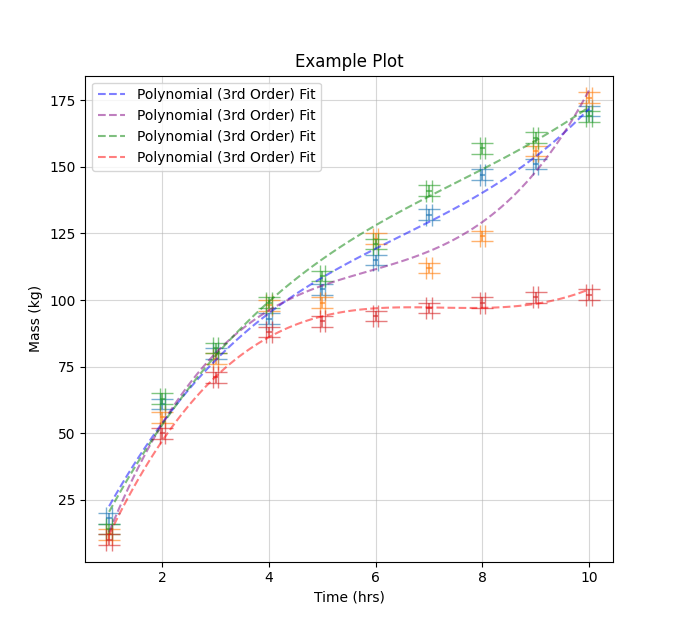 Example Plot
Polynomial (3rd Order) Fit
Polynomial (3rd Order) Fit
Polynomial (3rd Order) Fit
Polynomial (3rd Order) Fit
175
150
125
100
75
50
25
Mass (kg)
2 4 6 8 10
Time (hrs)